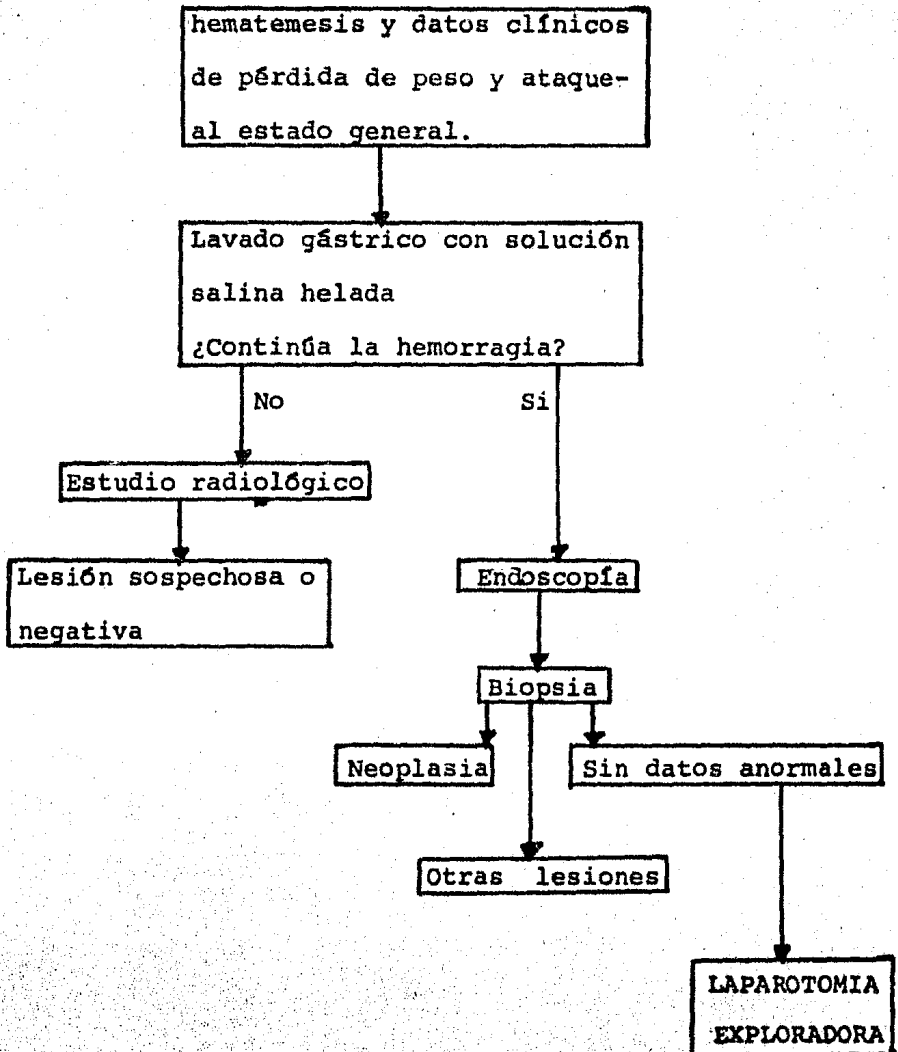 hematemesis y datos clínicos
de pérdida de peso y ataque-
al estado general.
Lavado gástrico con solución
salina helada
¿Continúa la hemorragia?
No
Si
Estudio radiológico
Lesión sospechosa o
negativa
Endoscopía
Biopsia
Neoplasia
Sin datos anormales
Otras lesiones
LAPAROTOMIA
EXPLORADORA